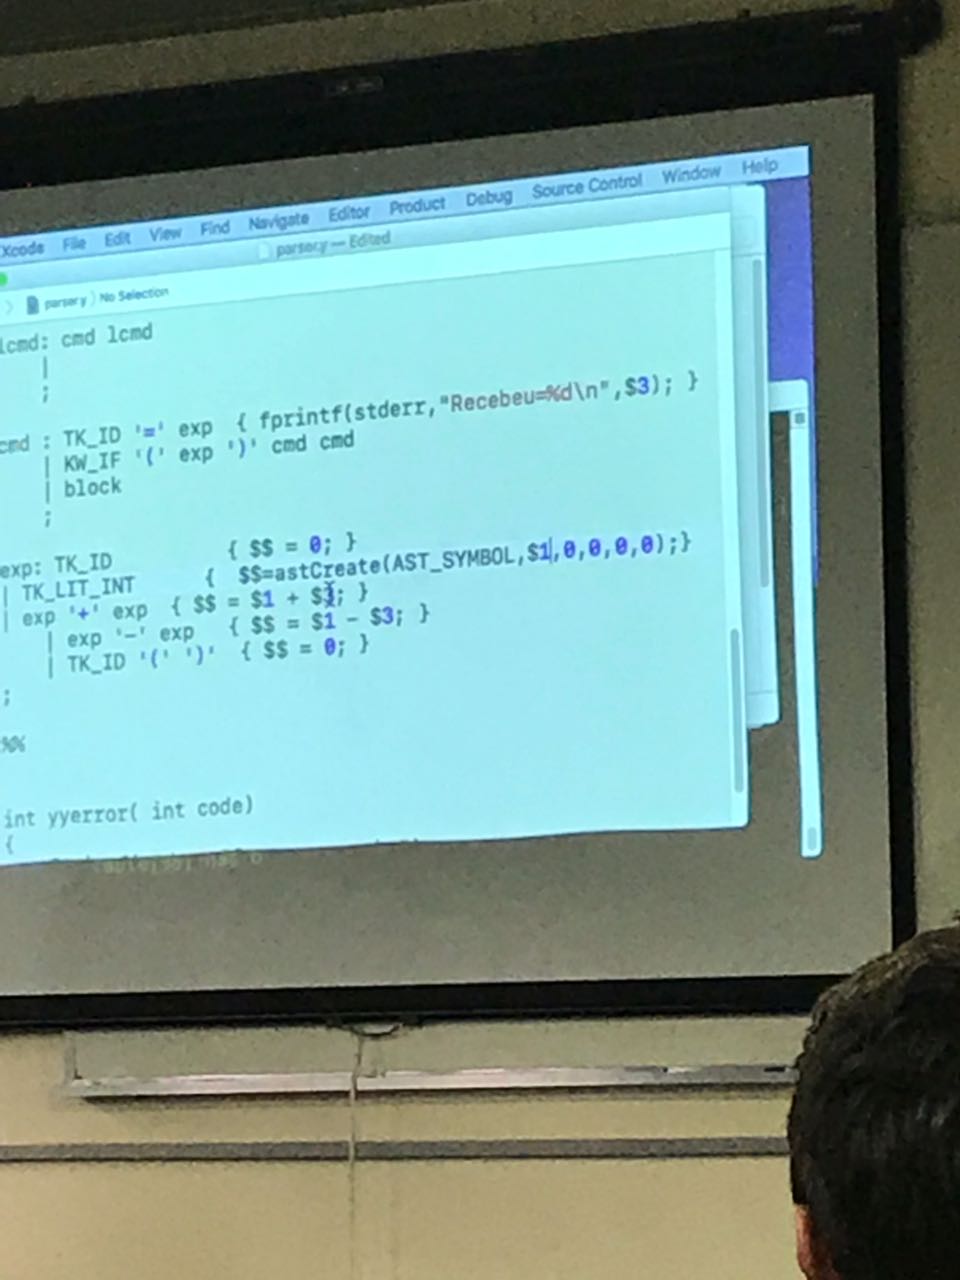 Xcode File Edit View Find Navigate Editor Product Debug Source Control Window Help
parser.y — Edited
parser.y No Selection
lcmd: cmd lcmd
|
;
cmd : TK_ID '=' exp { fprintf(stderr,"Recebeu=%d\n",$3); }
| KW_IF '(' exp ')' cmd cmd
| block
;
exp: TK_ID { $$ = 0; }
| TK_LIT_INT { $$=astCreate(AST_SYMBOL,$1,0,0,0,0);}
| exp '+' exp { $$ = $1 + $3; }
| exp '-' exp { $$ = $1 - $3; }
| TK_ID '(' ')' { $$ = 0; }
;
%%
int yyerror( int code)
{